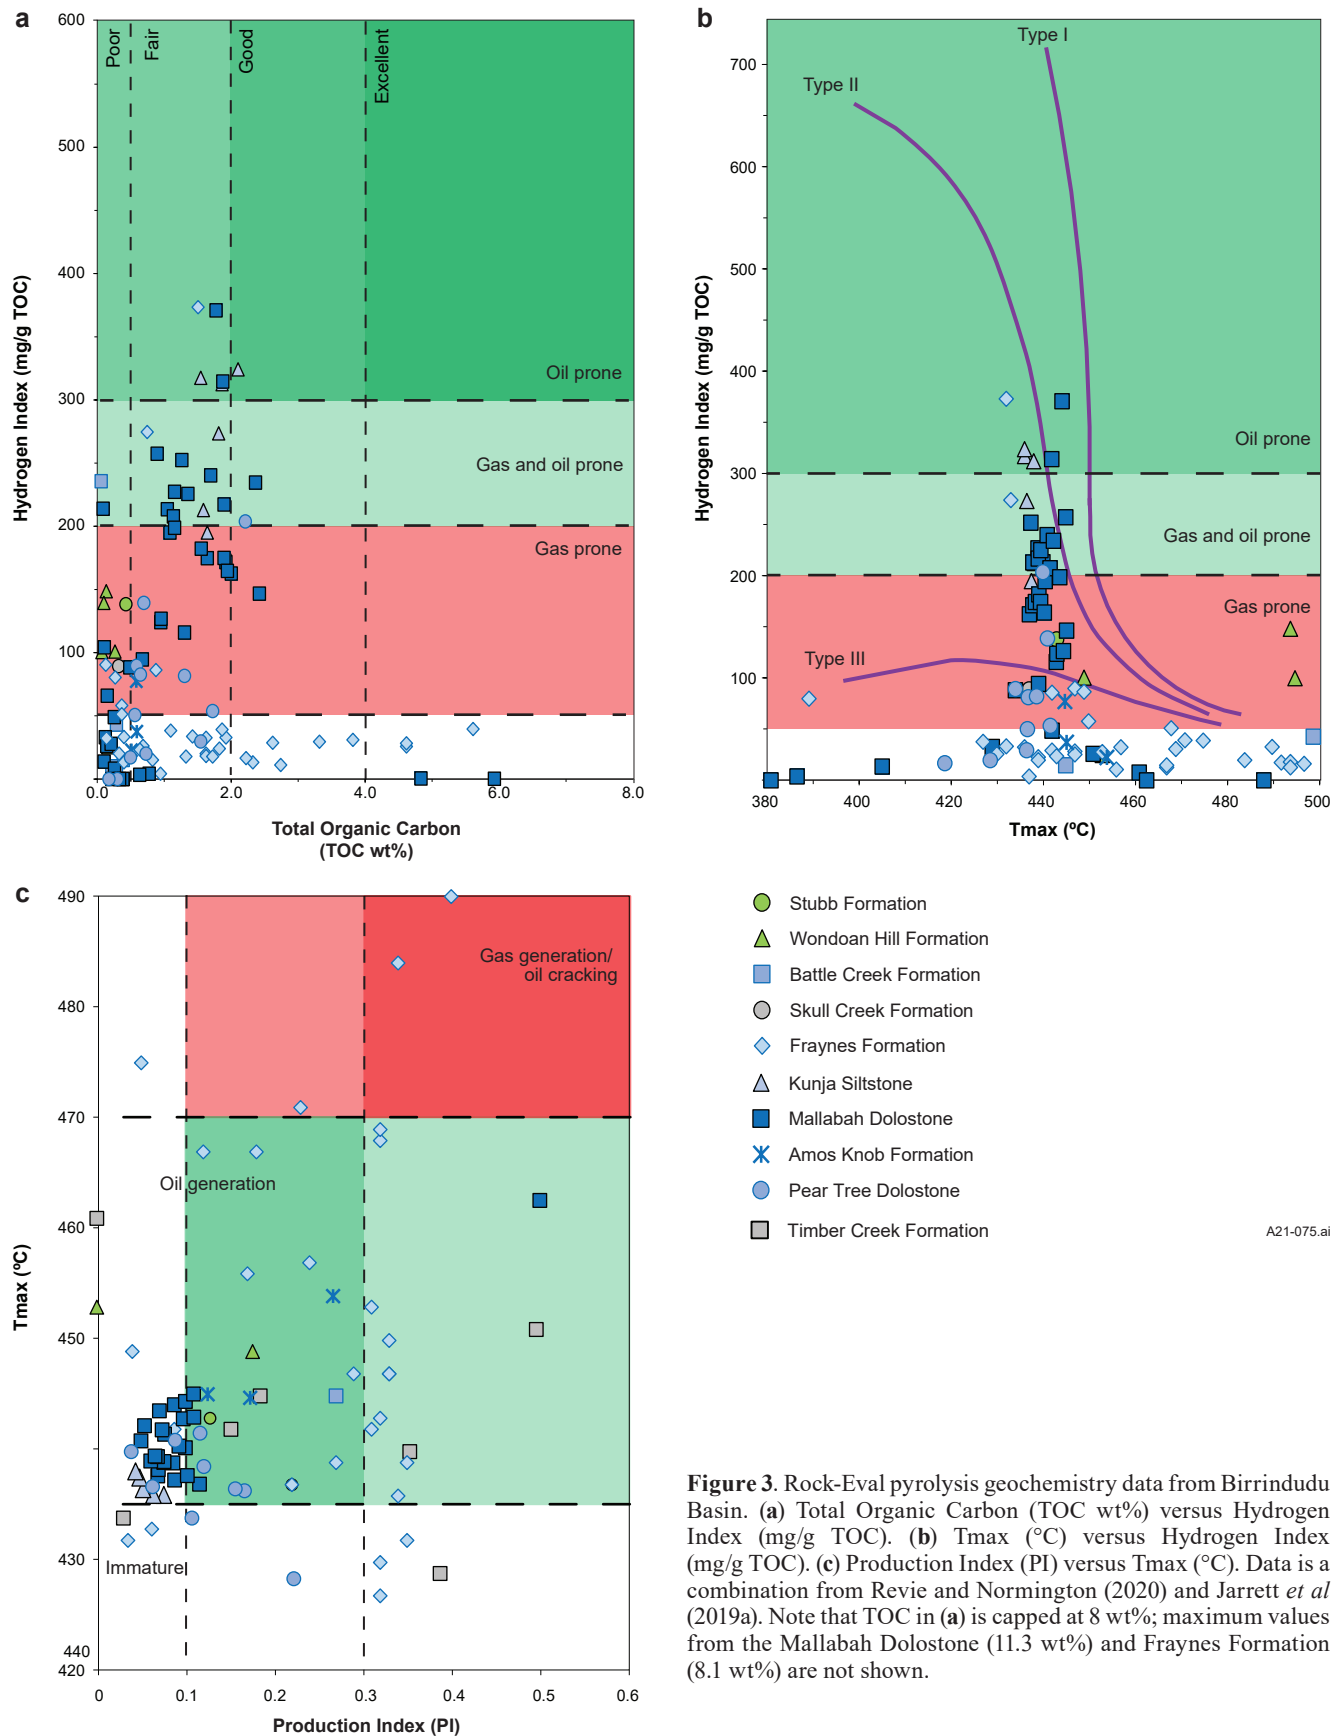 a
600
500
400
300
200
100
0
0.0
2.0
4.0
6.0
8.0
Hydrogen Index (mg/g TOC)
Total Organic Carbon
(TOC wt%)
Poor
Fair
Good
Excellent
Oil prone
Gas and oil prone
Gas prone
b
700
600
500
400
300
200
100
0
380
400
420
440
460
480
500
Hydrogen Index (mg/g TOC)
Tmax (ºC)
Type I
Type II
Type III
Oil prone
Gas and oil prone
Gas prone
c
490
480
470
460
450
430
440
420
0
0.1
0.2
0.3
0.4
0.5
0.6
Tmax (ºC)
Production Index (PI)
Gas generation/
oil cracking
Oil generation
Immature
Stubb Formation
Wondoan Hill Formation
Battle Creek Formation
Skull Creek Formation
Fraynes Formation
Kunja Siltstone
Mallabah Dolostone
Amos Knob Formation
Pear Tree Dolostone
Timber Creek Formation
A21-075.ai
Figure 3. Rock-Eval pyrolysis geochemistry data from Birrindudu
Basin. (a) Total Organic Carbon (TOC wt%) versus Hydrogen
Index (mg/g TOC). (b) Tmax (°C) versus Hydrogen Index
(mg/g TOC). (c) Production Index (PI) versus Tmax (°C). Data is a
combination from Revie and Normington (2020) and Jarrett et al
(2019a). Note that TOC in (a) is capped at 8 wt%; maximum values
from the Mallabah Dolostone (11.3 wt%) and Fraynes Formation
(8.1 wt%) are not shown.